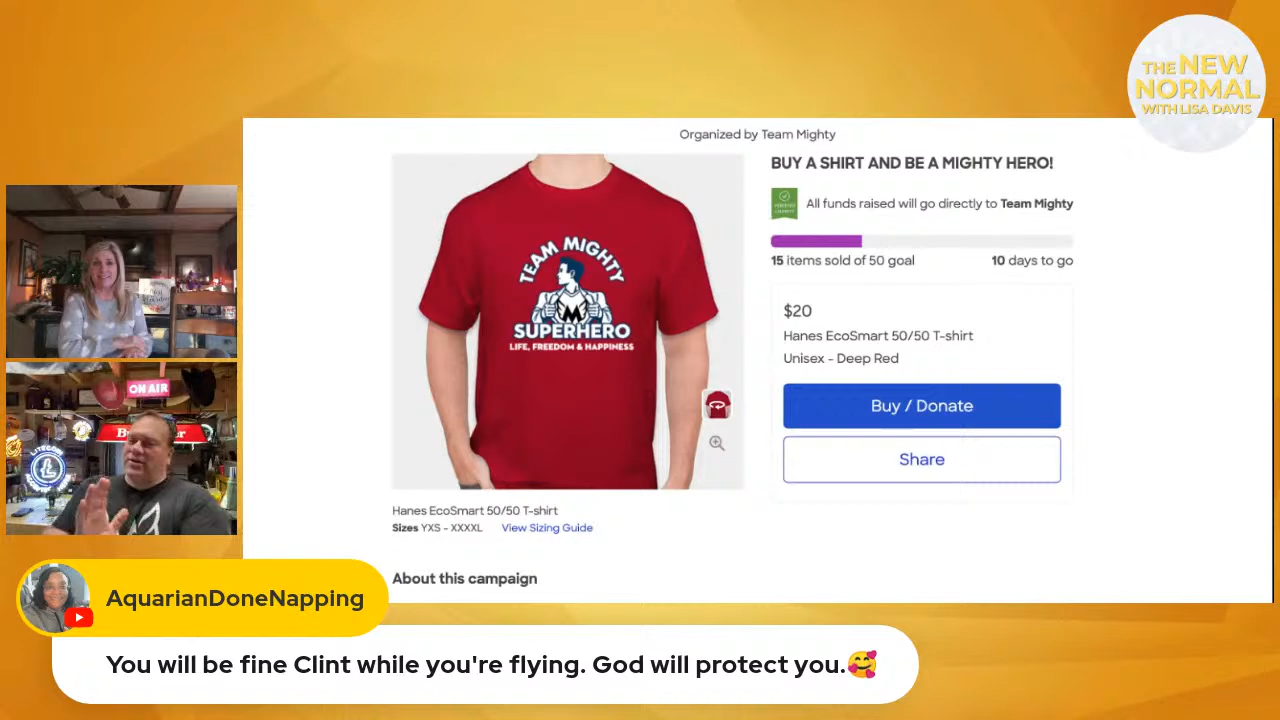 THE NEW
NORMAL
WITH LISA DAVIS
Organized by Team Mighty
BUY A SHIRT AND BE A MIGHTY HERO!
All funds raised will go directly to Team Mighty
15 items sold of 50 goal
10 days to go
$20
Hanes EcoSmart 50/50 T-shirt
Unisex - Deep Red
Buy / Donate
Share
TEAM MIGHTY
M
SUPERHERO
LIFE, FREEDOM & HAPPINESS
Hanes EcoSmart 50/50 T-shirt
Sizes YXS - XXXXL View Sizing Guide
About this campaign
ON AIR
LITECOIN
AquarianDoneNapping
You will be fine Clint while you're flying. God will protect you.🥰